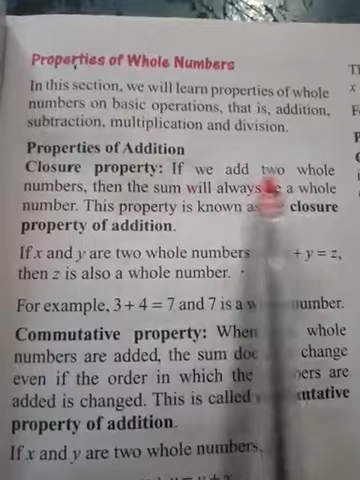 Properties of Whole Numbers
In this section, we will learn properties of whole
numbers on basic operations, that is, addition,
subtraction, multiplication and division.
Properties of Addition
Closure property: If we add two whole
numbers, then the sum will always a whole
number. This property is known closure
property of addition.
If x and y are two whole numbers + y = z,
then z is also a whole number.
For example, 3 + 4 = 7 and 7 is a number.
Commutative property: When whole
numbers are added, the sum change
even if the order in which the are
added is changed. This is called
property of addition.
If x and y are two whole numbers,